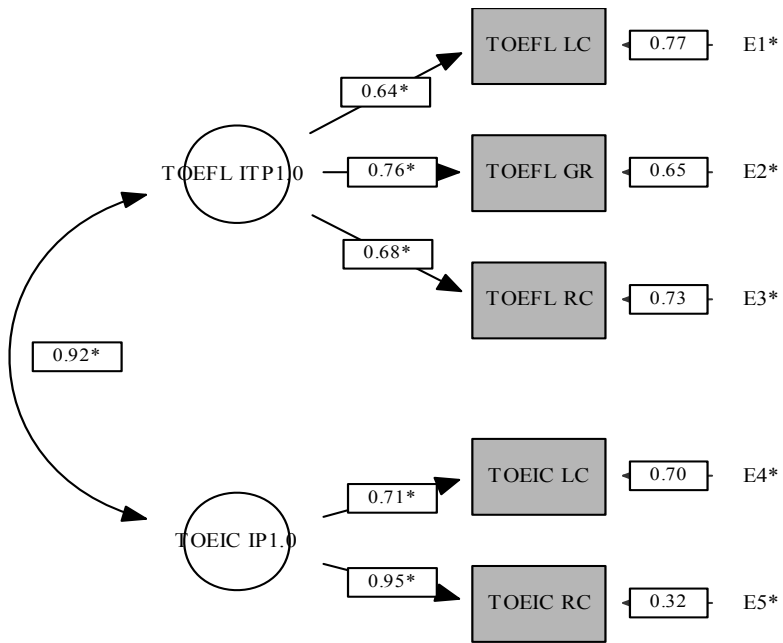 TOEFL LC
0.77
E1*
0.64*
TOEFL ITP1.0
0.76*
TOEFL GR
0.65
E2*
0.68*
TOEFL RC
0.73
E3*
0.92*
TOEIC LC
0.70
E4*
0.71*
TOEIC IP1.0
0.95*
TOEIC RC
0.32
E5*